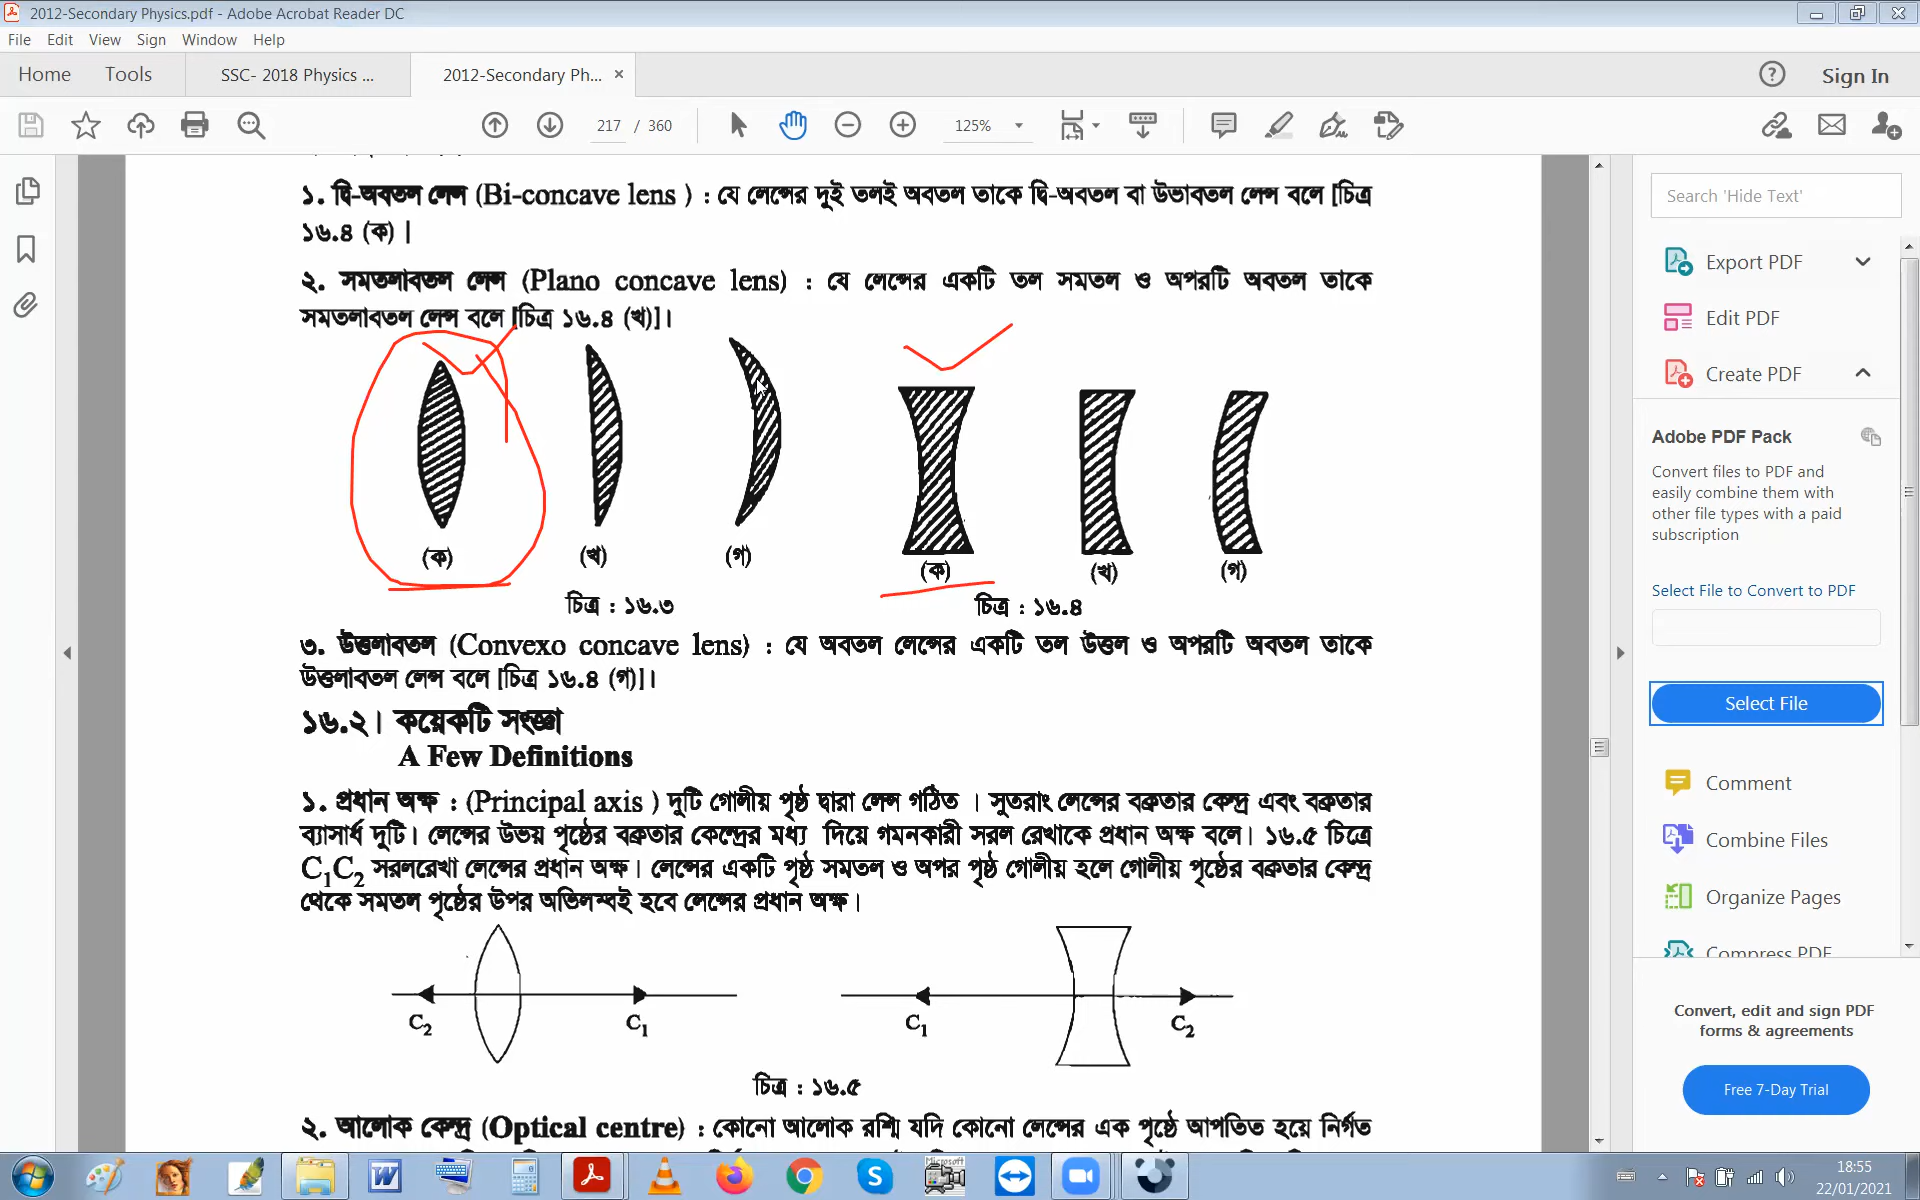 2012-Secondary Physics.pdf - Adobe Acrobat Reader DC
File Edit View Sign Window Help
Home Tools SSC- 2018 Physics ... 2012-Secondary Ph... × Sign In
217 / 360 125%
১. দ্বি-অবতল লেন্স (Bi-concave lens ) : যে লেন্সের দুই তলই অবতল তাকে দ্বি-অবতল বা উভাবতল লেন্স বলে [চিত্র
১৬.৪ (ক) |
২. সমতলাবতল লেন্স (Plano concave lens) : যে লেন্সের একটি তল সমতল ও অপরটি অবতল তাকে
সমতলাবতল লেন্স বলে [চিত্র ১৬.৪ (খ)]।
(ক) (খ) (গ) (ক) (খ) (গ)
চিত্র : ১৬.৩ চিত্র : ১৬.৪
৩. উত্তলাবতল (Convexo concave lens) : যে অবতল লেন্সের একটি তল উত্তল ও অপরটি অবতল তাকে
উত্তলাবতল লেন্স বলে [চিত্র ১৬.৪ (গ)]।
১৬.২। কয়েকটি সংজ্ঞা
A Few Definitions
১. প্রধান অক্ষ : (Principal axis ) দুটি গোলীয় পৃষ্ঠ দ্বারা লেন্স গঠিত । সুতরাং লেন্সের বক্রতার কেন্দ্র এবং বক্রতার
ব্যাসার্ধ দুটি। লেন্সের উভয় পৃষ্ঠের বক্রতার কেন্দ্রের মধ্য দিয়ে গমনকারী সরল রেখাকে প্রধান অক্ষ বলে। ১৬.৫ চিত্রে
C₁C₂ সরলরেখা লেন্সের প্রধান অক্ষ। লেন্সের একটি পৃষ্ঠ সমতল ও অপর পৃষ্ঠ গোলীয় হলে গোলীয় পৃষ্ঠের বক্রতার কেন্দ্র
থেকে সমতল পৃষ্ঠের উপর অভিলম্বই হবে লেন্সের প্রধান অক্ষ।
C₂ C₁ C₁ C₂
চিত্র : ১৬.৫
২. আলোক কেন্দ্র (Optical centre) : কোনো আলোক রশ্মি যদি কোনো লেন্সের এক পৃষ্ঠে আপতিত হয়ে নির্গত
Search 'Hide Text'
Export PDF
Edit PDF
Create PDF
Adobe PDF Pack
Convert files to PDF and
easily combine them with
other file types with a paid
subscription
Select File to Convert to PDF
Select File
Comment
Combine Files
Organize Pages
Compress PDF
Convert, edit and sign PDF
forms & agreements
Free 7-Day Trial
18:55
22/01/2021